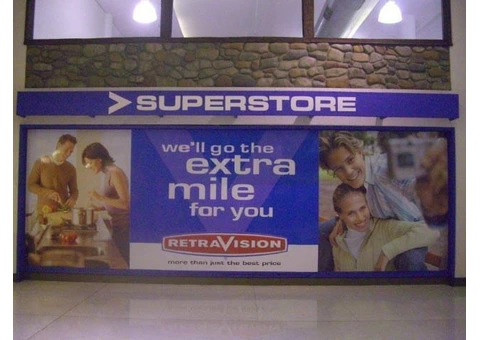 > SUPERSTORE
we'll go the
extra
mile
for you
RETRAVISION
more than just the best price